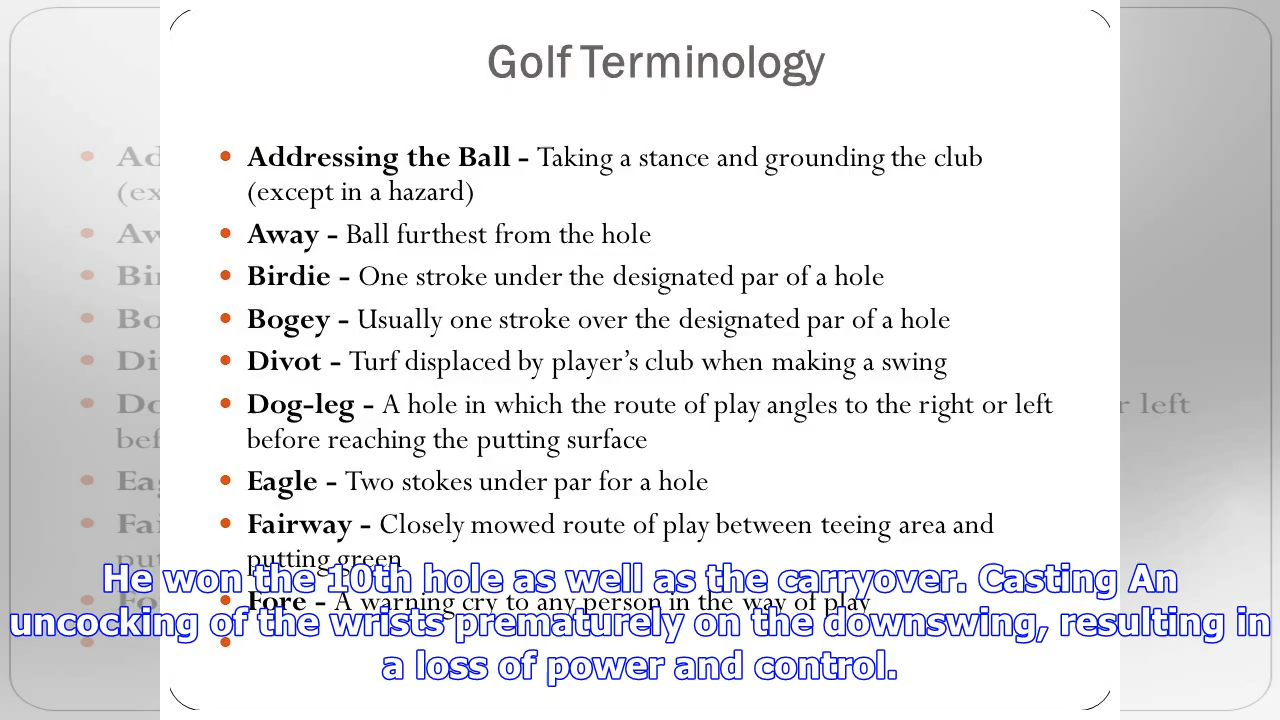 Golf Terminology
• Addressing the Ball - Taking a stance and grounding the club
(except in a hazard)
• Away - Ball furthest from the hole
• Birdie - One stroke under the designated par of a hole
• Bogey - Usually one stroke over the designated par of a hole
• Divot - Turf displaced by player's club when making a swing
• Dog-leg - A hole in which the route of play angles to the right or left
before reaching the putting surface
• Eagle - Two stokes under par for a hole
• Fairway - Closely mowed route of play between teeing area and
putting green
• Fore - A warning cry to any person in the way of play
He won the 10th hole as well as the carryover. Casting An
uncocking of the wrists prematurely on the downswing, resulting in
a loss of power and control.